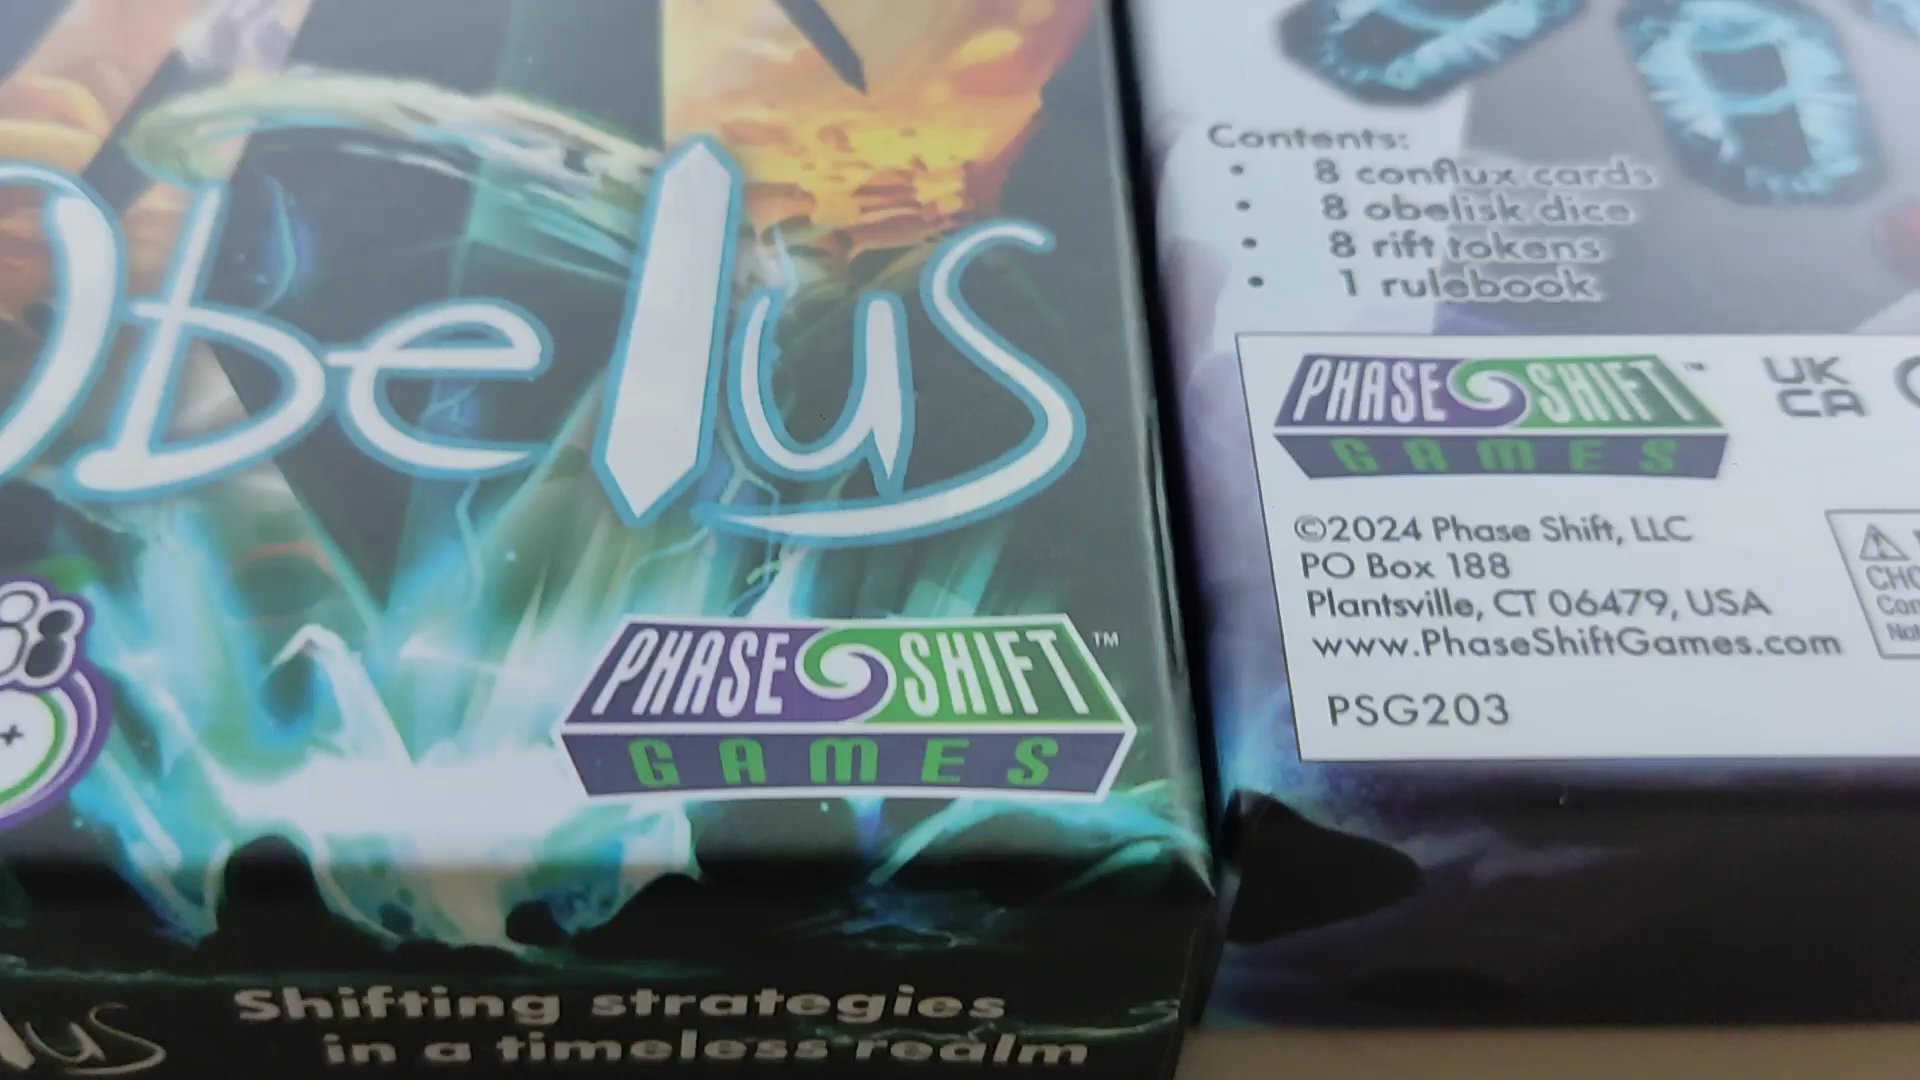 Obelus
PHASE SHIFT™
GAMES
Shifting strategies
in a timeless realm
Contents:
• 8 conflux cards
• 8 obelisk dice
• 8 rift tokens
• 1 rulebook
PHASE SHIFT™
GAMES
UK
CA
©2024 Phase Shift, LLC
PO Box 188
Plantsville, CT 06479, USA
www.PhaseShiftGames.com
PSG203